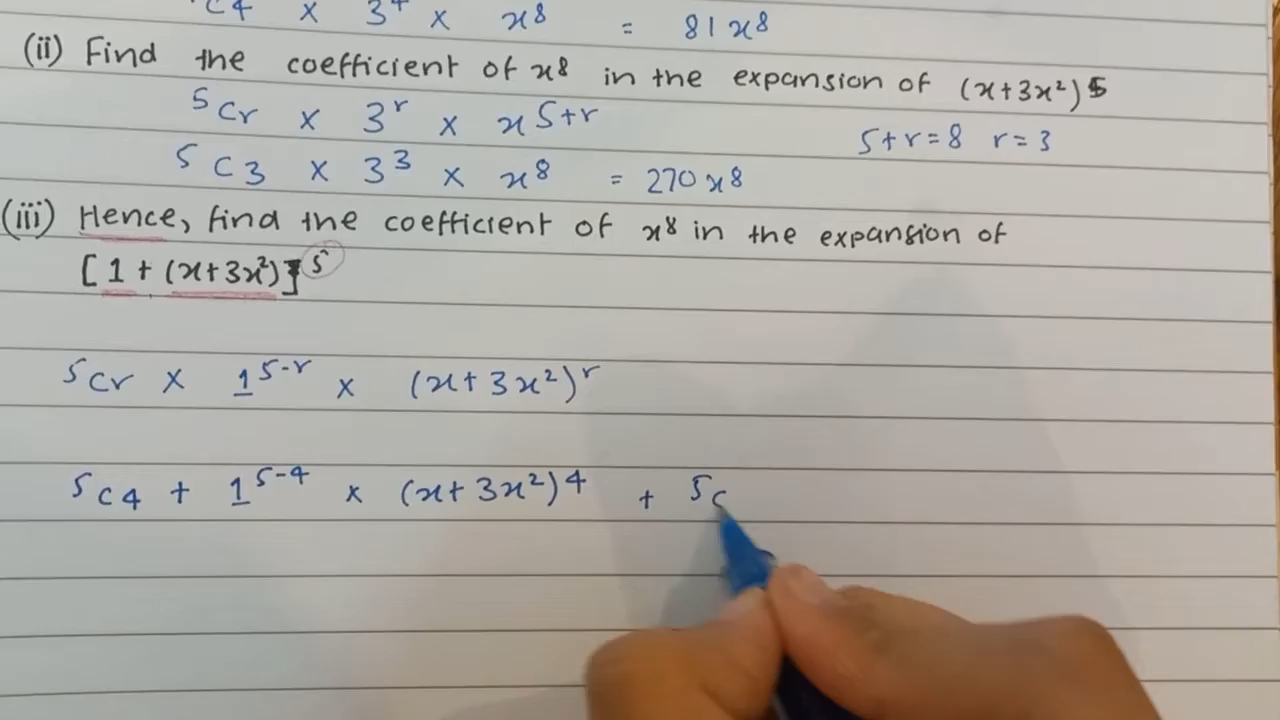 C4 × 3⁴ × x⁸ = 81x⁸
(ii) Find the coefficient of x⁸ in the expansion of (x+3x²)⁵
⁵Cr × 3ʳ × x⁵⁺ʳ 5+r=8 r=3
⁵C3 × 3³ × x⁸ = 270x⁸
(iii) Hence, find the coefficient of x⁸ in the expansion of
[1 + (x+3x²)]⁵
⁵Cr × 1⁵⁻ʳ × (x+3x²)ʳ
⁵C4 + 1⁵⁻⁴ × (x+3x²)⁴ + ⁵C